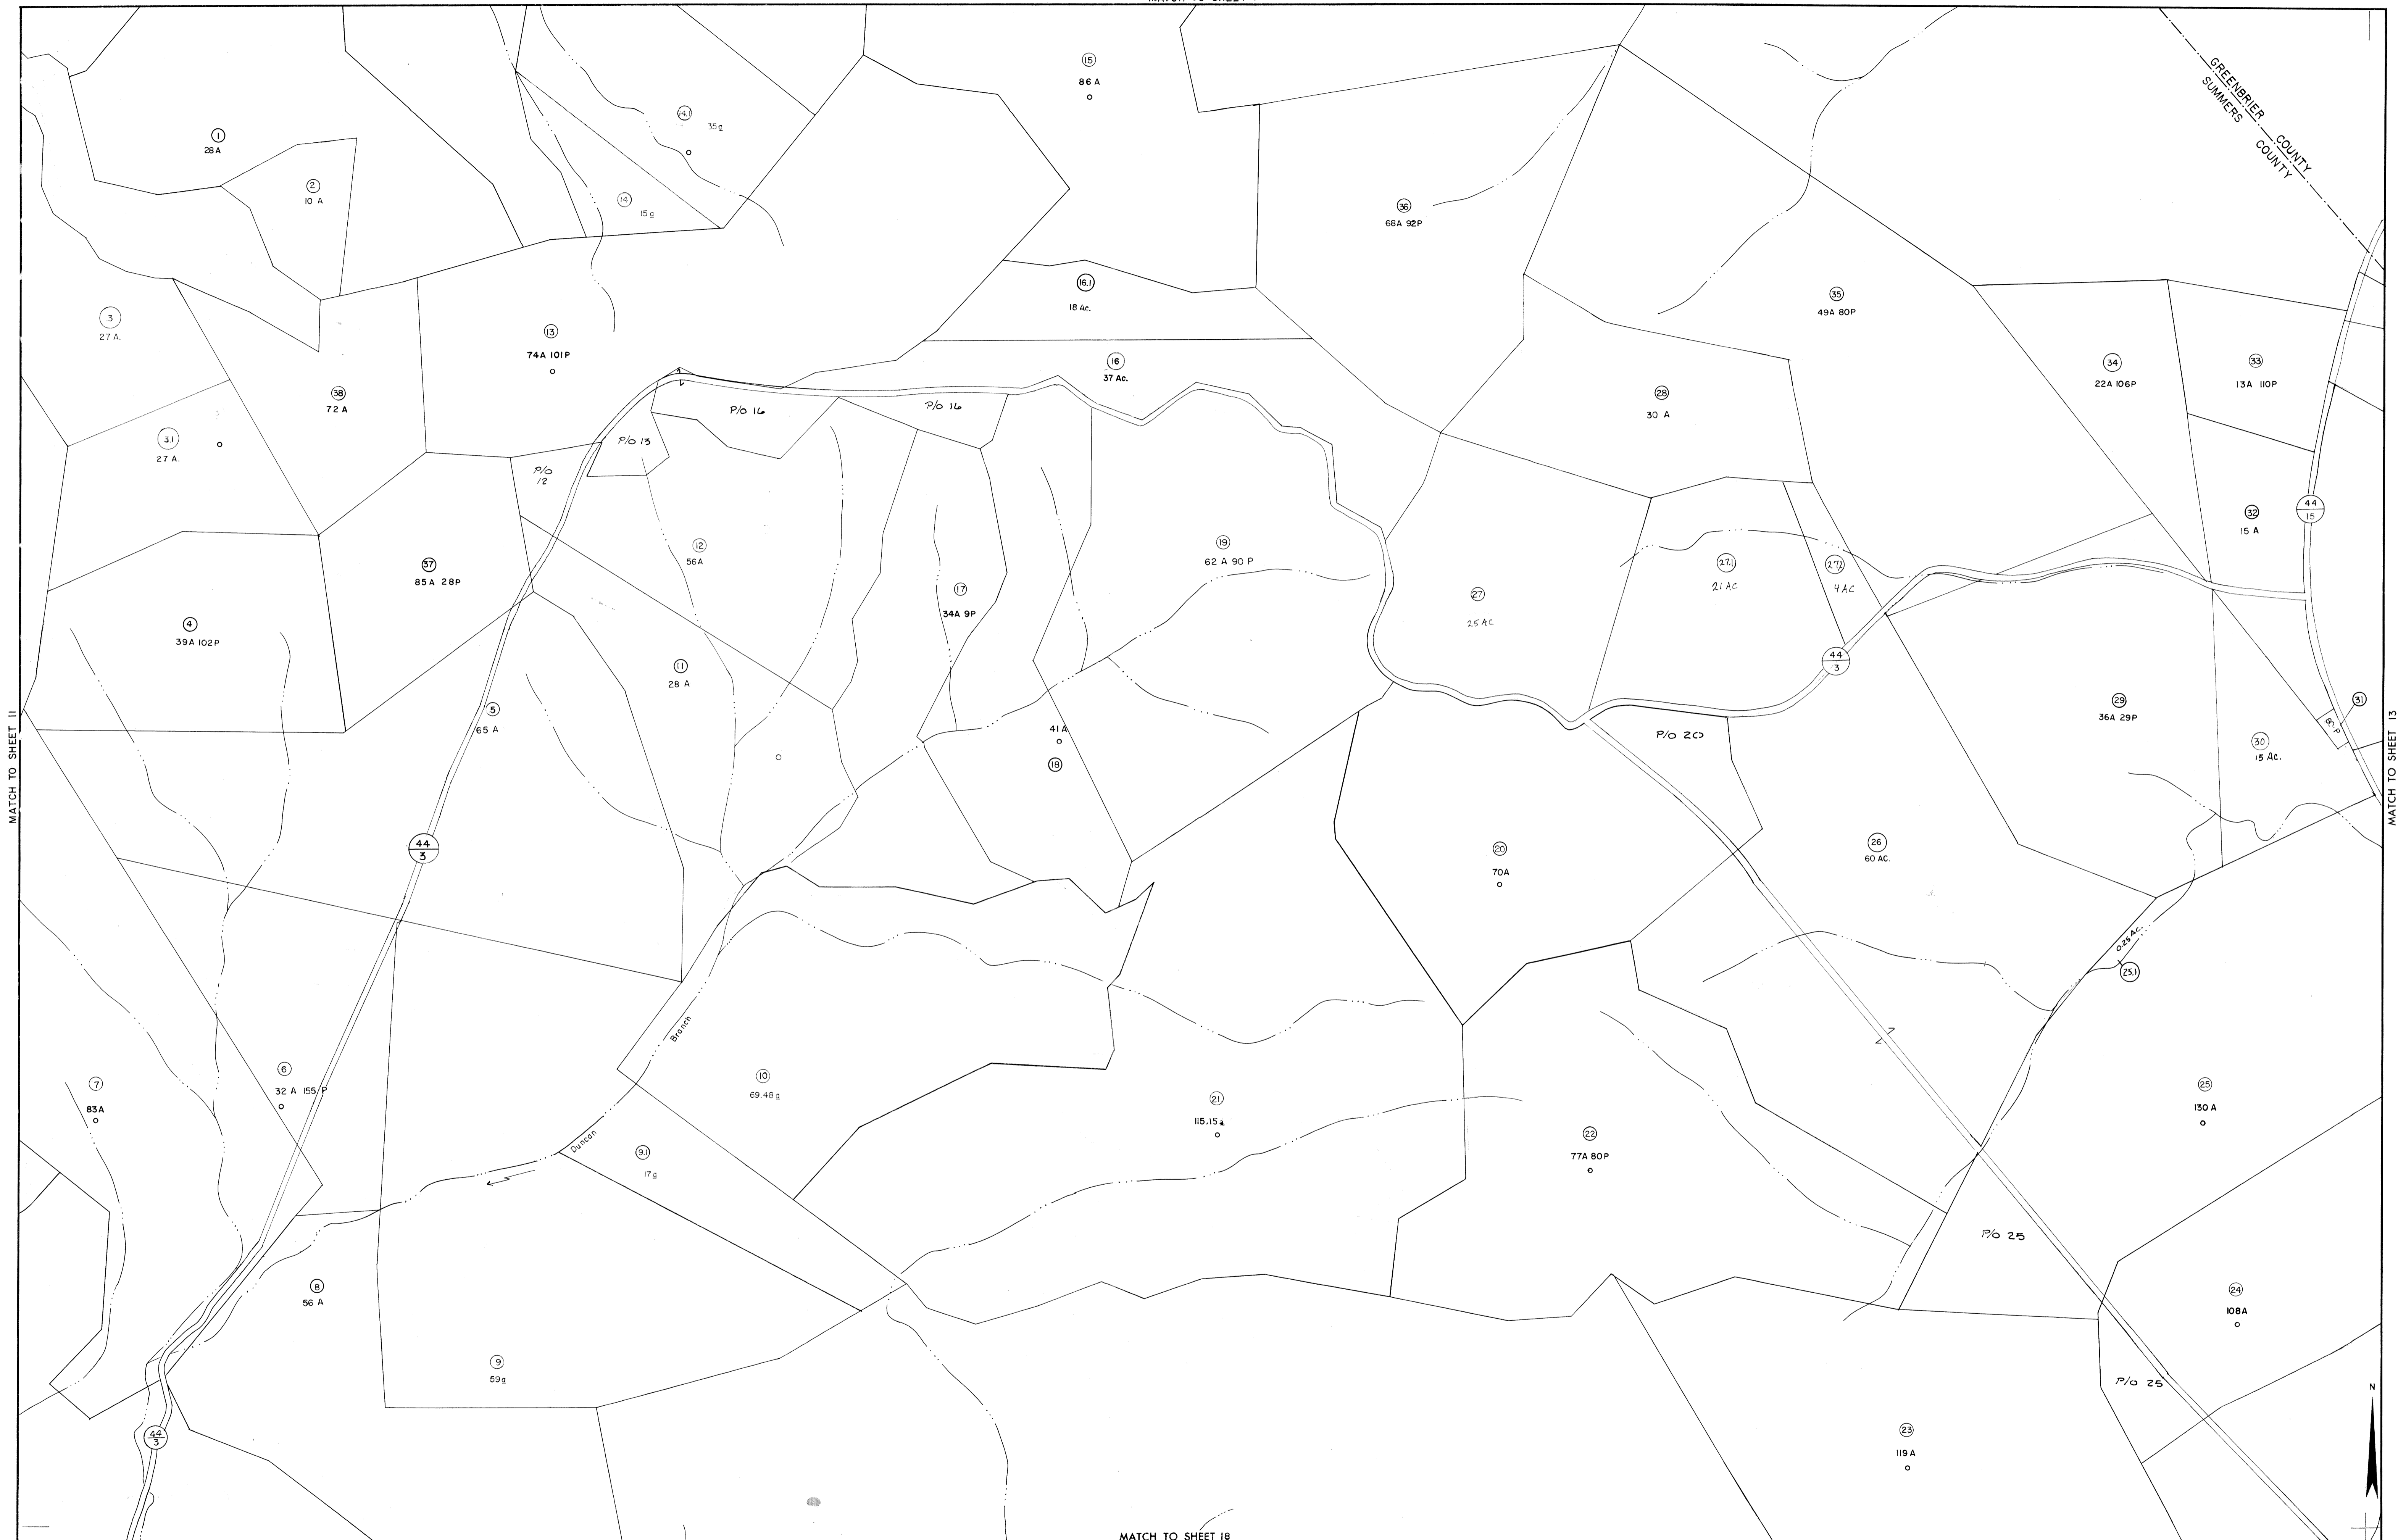 GREENBRIER COUNTY
SUMMERS COUNTY
15
86 A
14.1
35 a
1
28 A
2
10 A
14
15 a
36
68A 92P
16.1
18 Ac.
35
49A 80P
3
27 A.
13
74A 101P
16
37 Ac.
34
22A 106P
33
13A 110P
38
72 A
28
30 A
P/O 16
P/O 16
3.1
27 A.
P/O 13
P/O
12
44
15
32
15 A
12
56A
19
62 A 90 P
37
85A 28P
17
34A 9P
27
25 AC
27.1
21 AC
27.2
4 AC
4
39A 102P
44
3
11
28 A
5
65 A
29
36A 29P
31
80 P
30
15 Ac.
41A
18
P/O 20
MATCH TO SHEET 11
MATCH TO SHEET 13
44
3
20
70A
26
60 AC.
0.25 Ac.
25.1
Duncan Branch
6
32 A 155 P
7
83A
10
69.48 a
21
115.15 a
25
130 A
22
77A 80P
9.1
17 a
P/O 25
8
56 A
24
108A
9
59 a
P/O 25
N
44
3
23
119 A
MATCH TO SHEET 18